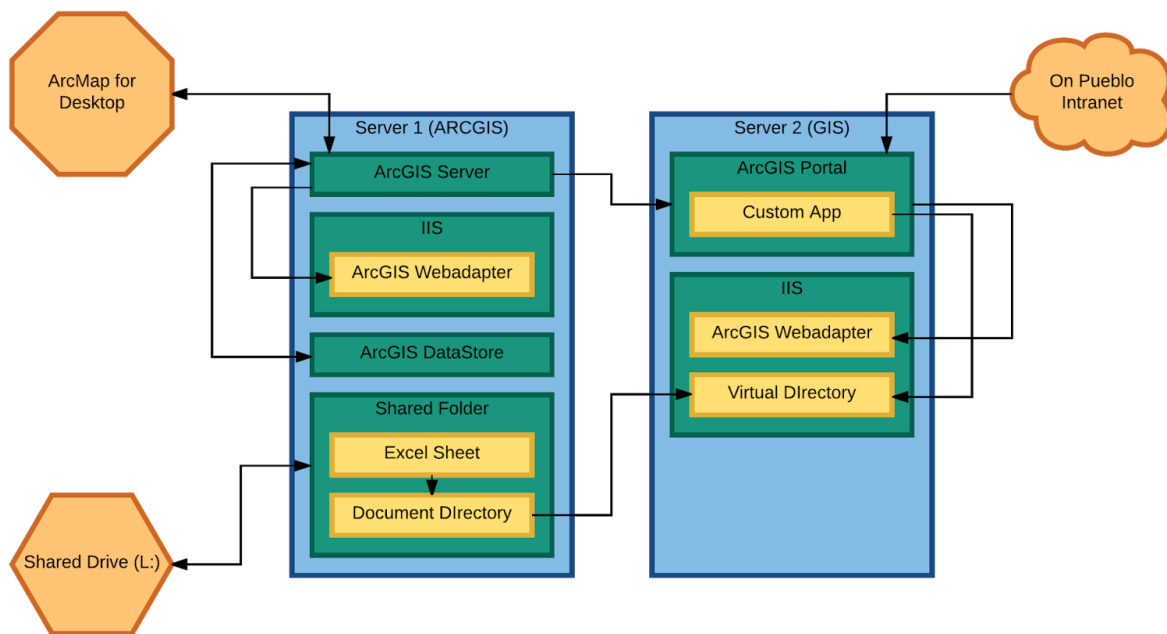 ArcMap for
Desktop
On Pueblo
Intranet
Server 1 (ARCGIS)
ArcGIS Server
IIS
ArcGIS Webadapter
ArcGIS DataStore
Shared Folder
Excel Sheet
Document DIrectory
Server 2 (GIS)
ArcGIS Portal
Custom App
IIS
ArcGIS Webadapter
Virtual DIrectory
Shared Drive (L:)